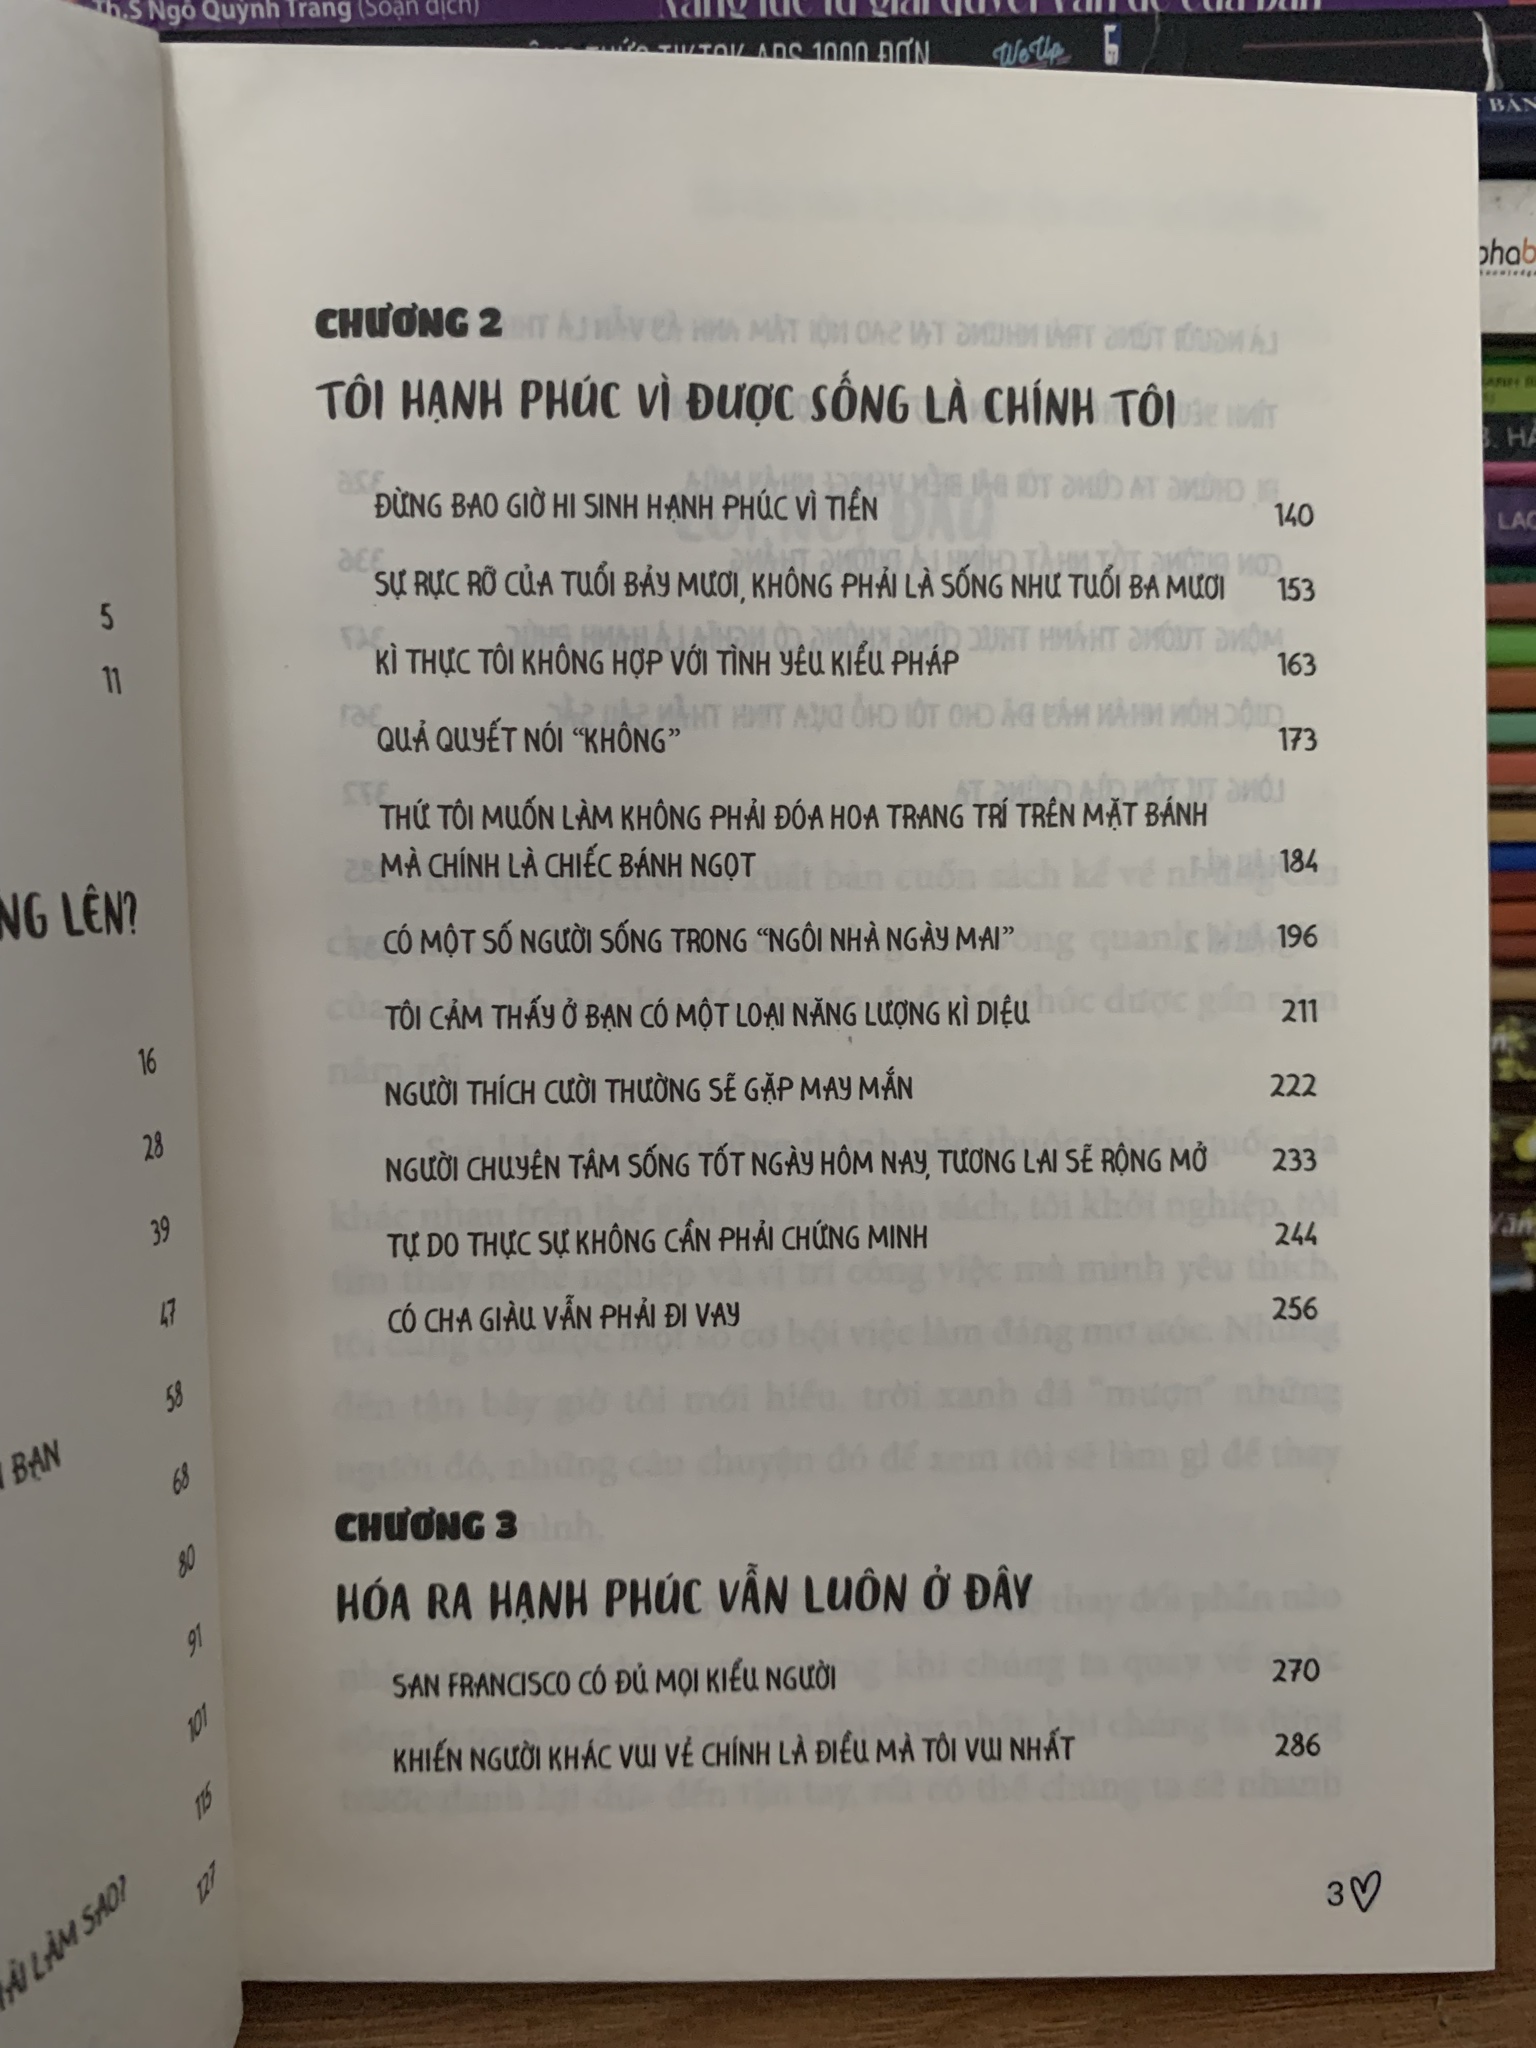 Th.S Ngô Quỳnh Trang (Soạn dịch)
TIKTOK ADS 1000 ĐƠN
WeUp
BẢN
5
11
NG LÊN?
16
28
39
47
58
BẠN
68
80
91
101
115
127
LÀM SAO?
CHƯƠNG 2
TÔI HẠNH PHÚC VÌ ĐƯỢC SỐNG LÀ CHÍNH TÔI
ĐỪNG BAO GIỜ HI SINH HẠNH PHÚC VÌ TIỀN 140
SỰ RỰC RỠ CỦA TUỔI BẢY MƯƠI, KHÔNG PHẢI LÀ SỐNG NHƯ TUỔI BA MƯƠI 153
KÌ THỰC TÔI KHÔNG HỢP VỚI TÌNH YÊU KIỂU PHÁP 163
QUẢ QUYẾT NÓI “KHÔNG” 173
THỨ TÔI MUỐN LÀM KHÔNG PHẢI ĐÓA HOA TRANG TRÍ TRÊN MẶT BÁNH
MÀ CHÍNH LÀ CHIẾC BÁNH NGỌT 184
CÓ MỘT SỐ NGƯỜI SỐNG TRONG “NGÔI NHÀ NGÀY MAI” 196
TÔI CẢM THẤY Ở BẠN CÓ MỘT LOẠI NĂNG LƯỢNG KÌ DIỆU 211
NGƯỜI THÍCH CƯỜI THƯỜNG SẼ GẶP MAY MẮN 222
NGƯỜI CHUYÊN TÂM SỐNG TỐT NGÀY HÔM NAY, TƯƠNG LAI SẼ RỘNG MỞ 233
TỰ DO THỰC SỰ KHÔNG CẦN PHẢI CHỨNG MINH 244
CÓ CHA GIÀU VẪN PHẢI ĐI VAY 256
CHƯƠNG 3
HÓA RA HẠNH PHÚC VẪN LUÔN Ở ĐÂY
SAN FRANCISCO CÓ ĐỦ MỌI KIỂU NGƯỜI 270
KHIẾN NGƯỜI KHÁC VUI VẺ CHÍNH LÀ ĐIỀU MÀ TÔI VUI NHẤT 286
3